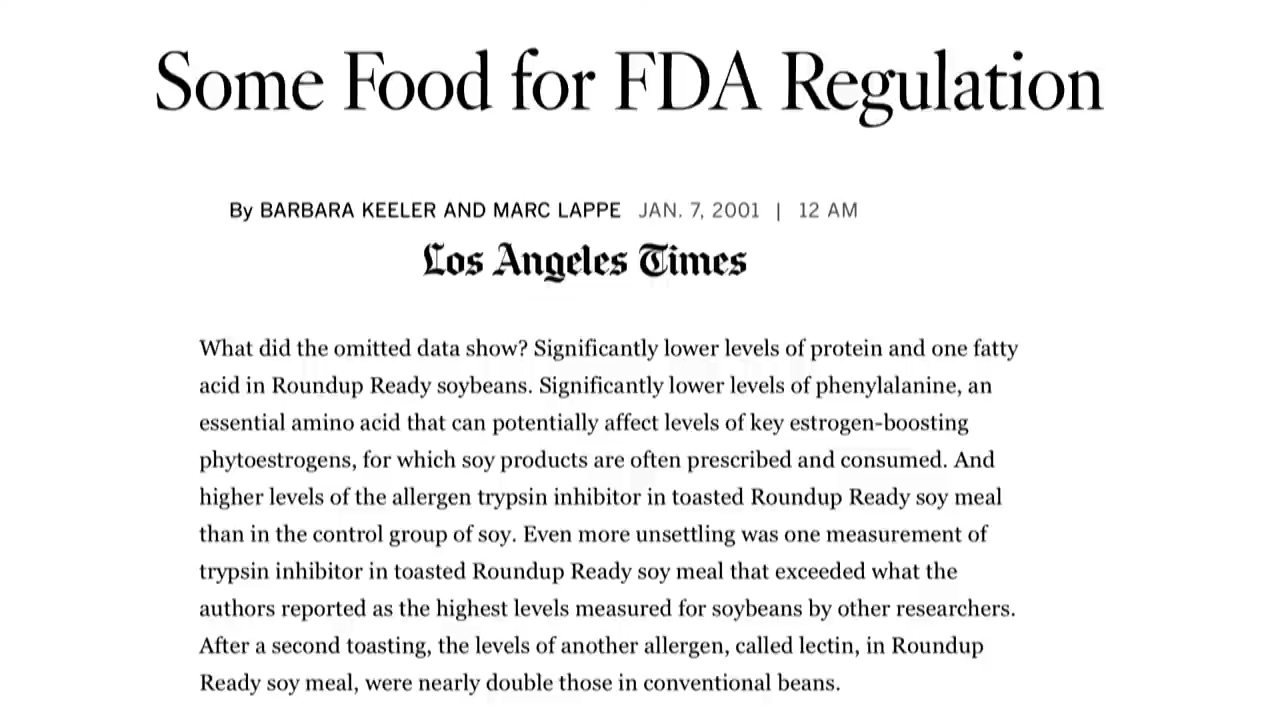 Some Food for FDA Regulation
By BARBARA KEELER AND MARC LAPPE JAN. 7, 2001 | 12 AM
Los Angeles Times
What did the omitted data show? Significantly lower levels of protein and one fatty
acid in Roundup Ready soybeans. Significantly lower levels of phenylalanine, an
essential amino acid that can potentially affect levels of key estrogen-boosting
phytoestrogens, for which soy products are often prescribed and consumed. And
higher levels of the allergen trypsin inhibitor in toasted Roundup Ready soy meal
than in the control group of soy. Even more unsettling was one measurement of
trypsin inhibitor in toasted Roundup Ready soy meal that exceeded what the
authors reported as the highest levels measured for soybeans by other researchers.
After a second toasting, the levels of another allergen, called lectin, in Roundup
Ready soy meal, were nearly double those in conventional beans.